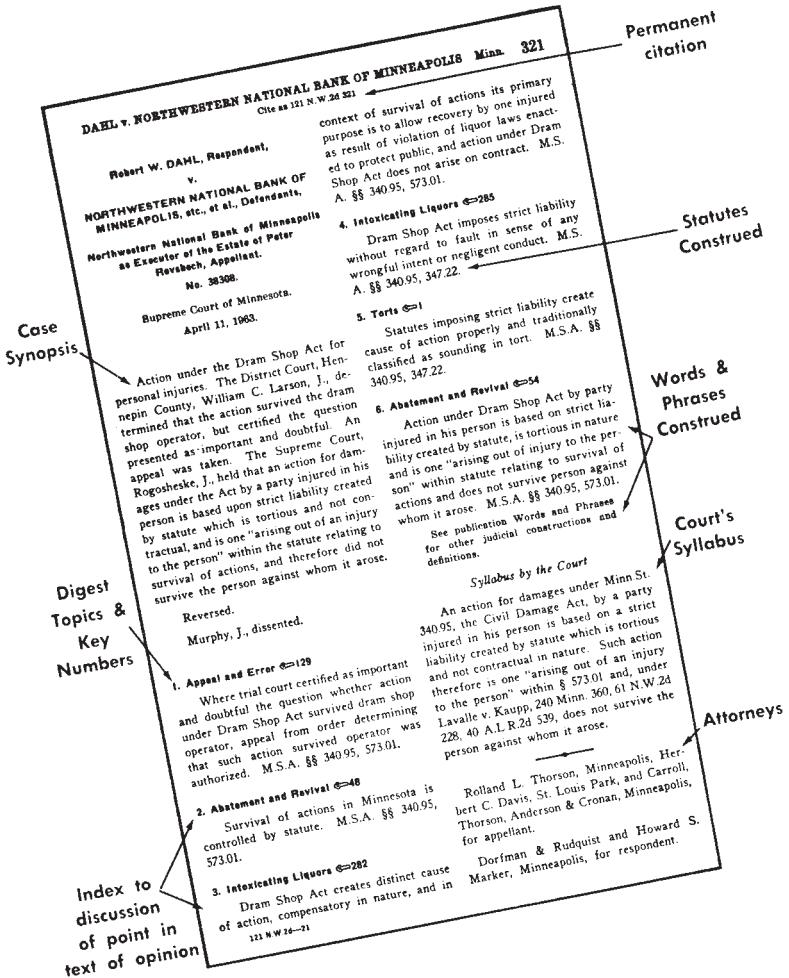 Permanent
citation
DAHL v. NORTHWESTERN NATIONAL BANK OF MINNEAPOLIS Minn. 321
Cite as 121 N.W.2d 321
Robert W. DAHL, Respondent,
v.
NORTHWESTERN NATIONAL BANK OF
MINNEAPOLIS, etc., et al., Defendants,
Northwestern National Bank of Minneapolis
as Executor of the Estate of Peter
Revsbech, Appellant.
No. 38308.
Supreme Court of Minnesota.
April 11, 1963.
Case
Synopsis
Action under the Dram Shop Act for
personal injuries. The District Court, Hen-
nepin County, William C. Larson, J., de-
termined that the action survived the dram
shop operator, but certified the question
presented as important and doubtful. An
appeal was taken. The Supreme Court,
Rogosheske, J., held that an action for dam-
ages under the Act by a party injured in his
person is based upon strict liability created
by statute which is tortious and not con-
tractual, and is one "arising out of an injury
to the person" within the statute relating to
survival of actions, and therefore did not
survive the person against whom it arose.
Reversed.
Murphy, J., dissented.
Digest
Topics &
Key
Numbers
1. Appeal and Error 129
Where trial court certified as important
and doubtful the question whether action
under Dram Shop Act survived dram shop
operator, appeal from order determining
that such action survived operator was
authorized. M.S.A. §§ 340.95, 573.01.
2. Abatement and Revival 48
Survival of actions in Minnesota is
controlled by statute. M.S.A. §§ 340.95,
573.01.
Index to
discussion
of point in
text of opinion
3. Intoxicating Liquors 282
Dram Shop Act creates distinct cause
of action, compensatory in nature, and in
121 N.W.2d—21
context of survival of actions its primary
purpose is to allow recovery by one injured
as result of violation of liquor laws enact-
ed to protect public, and action under Dram
Shop Act does not arise on contract. M.S.
A. §§ 340.95, 573.01.
4. Intoxicating Liquors 285
Dram Shop Act imposes strict liability
without regard to fault in sense of any
wrongful intent or negligent conduct. M.S.
A. §§ 340.95, 347.22.
Statutes
Construed
5. Torts 1
Statutes imposing strict liability create
cause of action properly and traditionally
classified as sounding in tort. M.S.A. §§
340.95, 347.22.
6. Abatement and Revival 54
Action under Dram Shop Act by party
injured in his person is based on strict lia-
bility created by statute, is tortious in nature
and is one "arising out of injury to the per-
son" within statute relating to survival of
actions and does not survive person against
whom it arose. M.S.A. §§ 340.95, 573.01.
See publication Words and Phrases
for other judicial constructions and
definitions.
Words &
Phrases
Construed
Syllabus by the Court
An action for damages under Minn.St.
340.95, the Civil Damage Act, by a party
injured in his person is based on a strict
liability created by statute which is tortious
and not contractual in nature. Such action
therefore is one "arising out of an injury
to the person" within § 573.01 and, under
Lavalle v. Kaupp, 240 Minn. 360, 61 N.W.2d
228, 40 A.L.R.2d 539, does not survive the
person against whom it arose.
Court's
Syllabus
Rolland L. Thorson, Minneapolis, Her-
bert C. Davis, St. Louis Park, and Carroll,
Thorson, Anderson & Cronan, Minneapolis,
for appellant.
Dorfman & Rudquist and Howard S.
Marker, Minneapolis, for respondent.
Attorneys